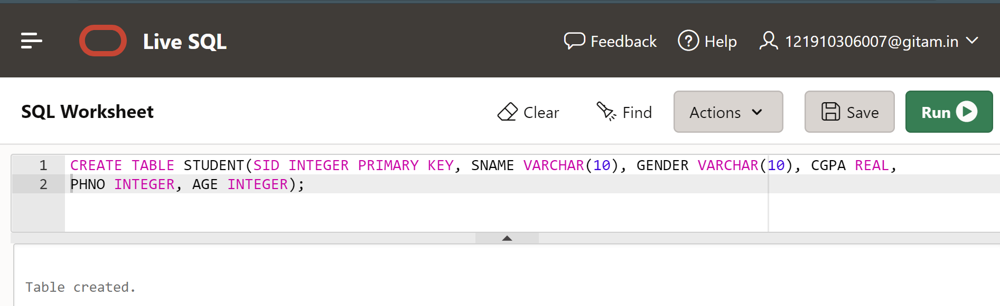 Live SQL Feedback Help 121910306007@gitam.in
SQL Worksheet Clear Find Actions Save Run
1 CREATE TABLE STUDENT(SID INTEGER PRIMARY KEY, SNAME VARCHAR(10), GENDER VARCHAR(10), CGPA REAL,
2 PHNO INTEGER, AGE INTEGER);
Table created.